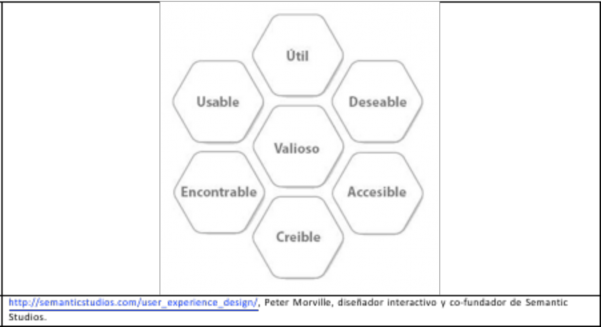 Útil
Usable
Deseable
Valioso
Encontrable
Accesible
Creible
http://semanticstudios.com/user_experience_design/, Peter Morville, diseñador interactivo y co-fundador de Semantic
Studios.